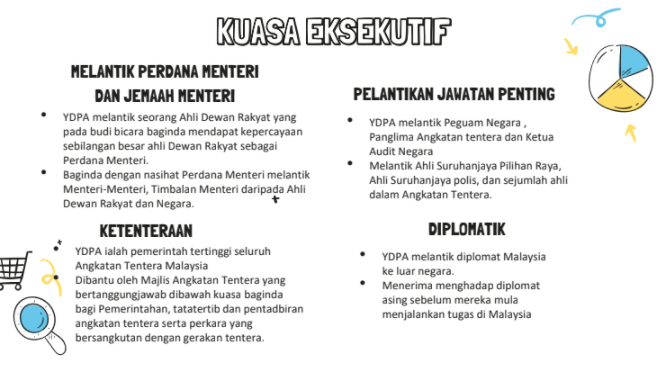 KUASA EKSEKUTIF
MELANTIK PERDANA MENTERI
DAN JEMAAH MENTERI
• YDPA melantik seorang Ahli Dewan Rakyat yang
pada budi bicara baginda mendapat kepercayaan
sebilangan besar ahli Dewan Rakyat sebagai
Perdana Menteri.
• Baginda dengan nasihat Perdana Menteri melantik
Menteri-Menteri, Timbalan Menteri daripada Ahli
Dewan Rakyat dan Negara.
KETENTERAAN
• YDPA ialah pemerintah tertinggi seluruh
Angkatan Tentera Malaysia
• Dibantu oleh Majlis Angkatan Tentera yang
bertanggungjawab dibawah kuasa baginda
bagi Pemerintahan, tatatertib dan pentadbiran
angkatan tentera serta perkara yang
bersangkutan dengan gerakan tentera.
PELANTIKAN JAWATAN PENTING
• YDPA melantik Peguam Negara ,
Panglima Angkatan tentera dan Ketua
Audit Negara
• Melantik Ahli Suruhanjaya Pilihan Raya,
Ahli Suruhanjaya polis, dan sejumlah ahli
dalam Angkatan Tentera.
DIPLOMATIK
• YDPA melantik diplomat Malaysia
ke luar negara.
• Menerima menghadap diplomat
asing sebelum mereka mula
menjalankan tugas di Malaysia